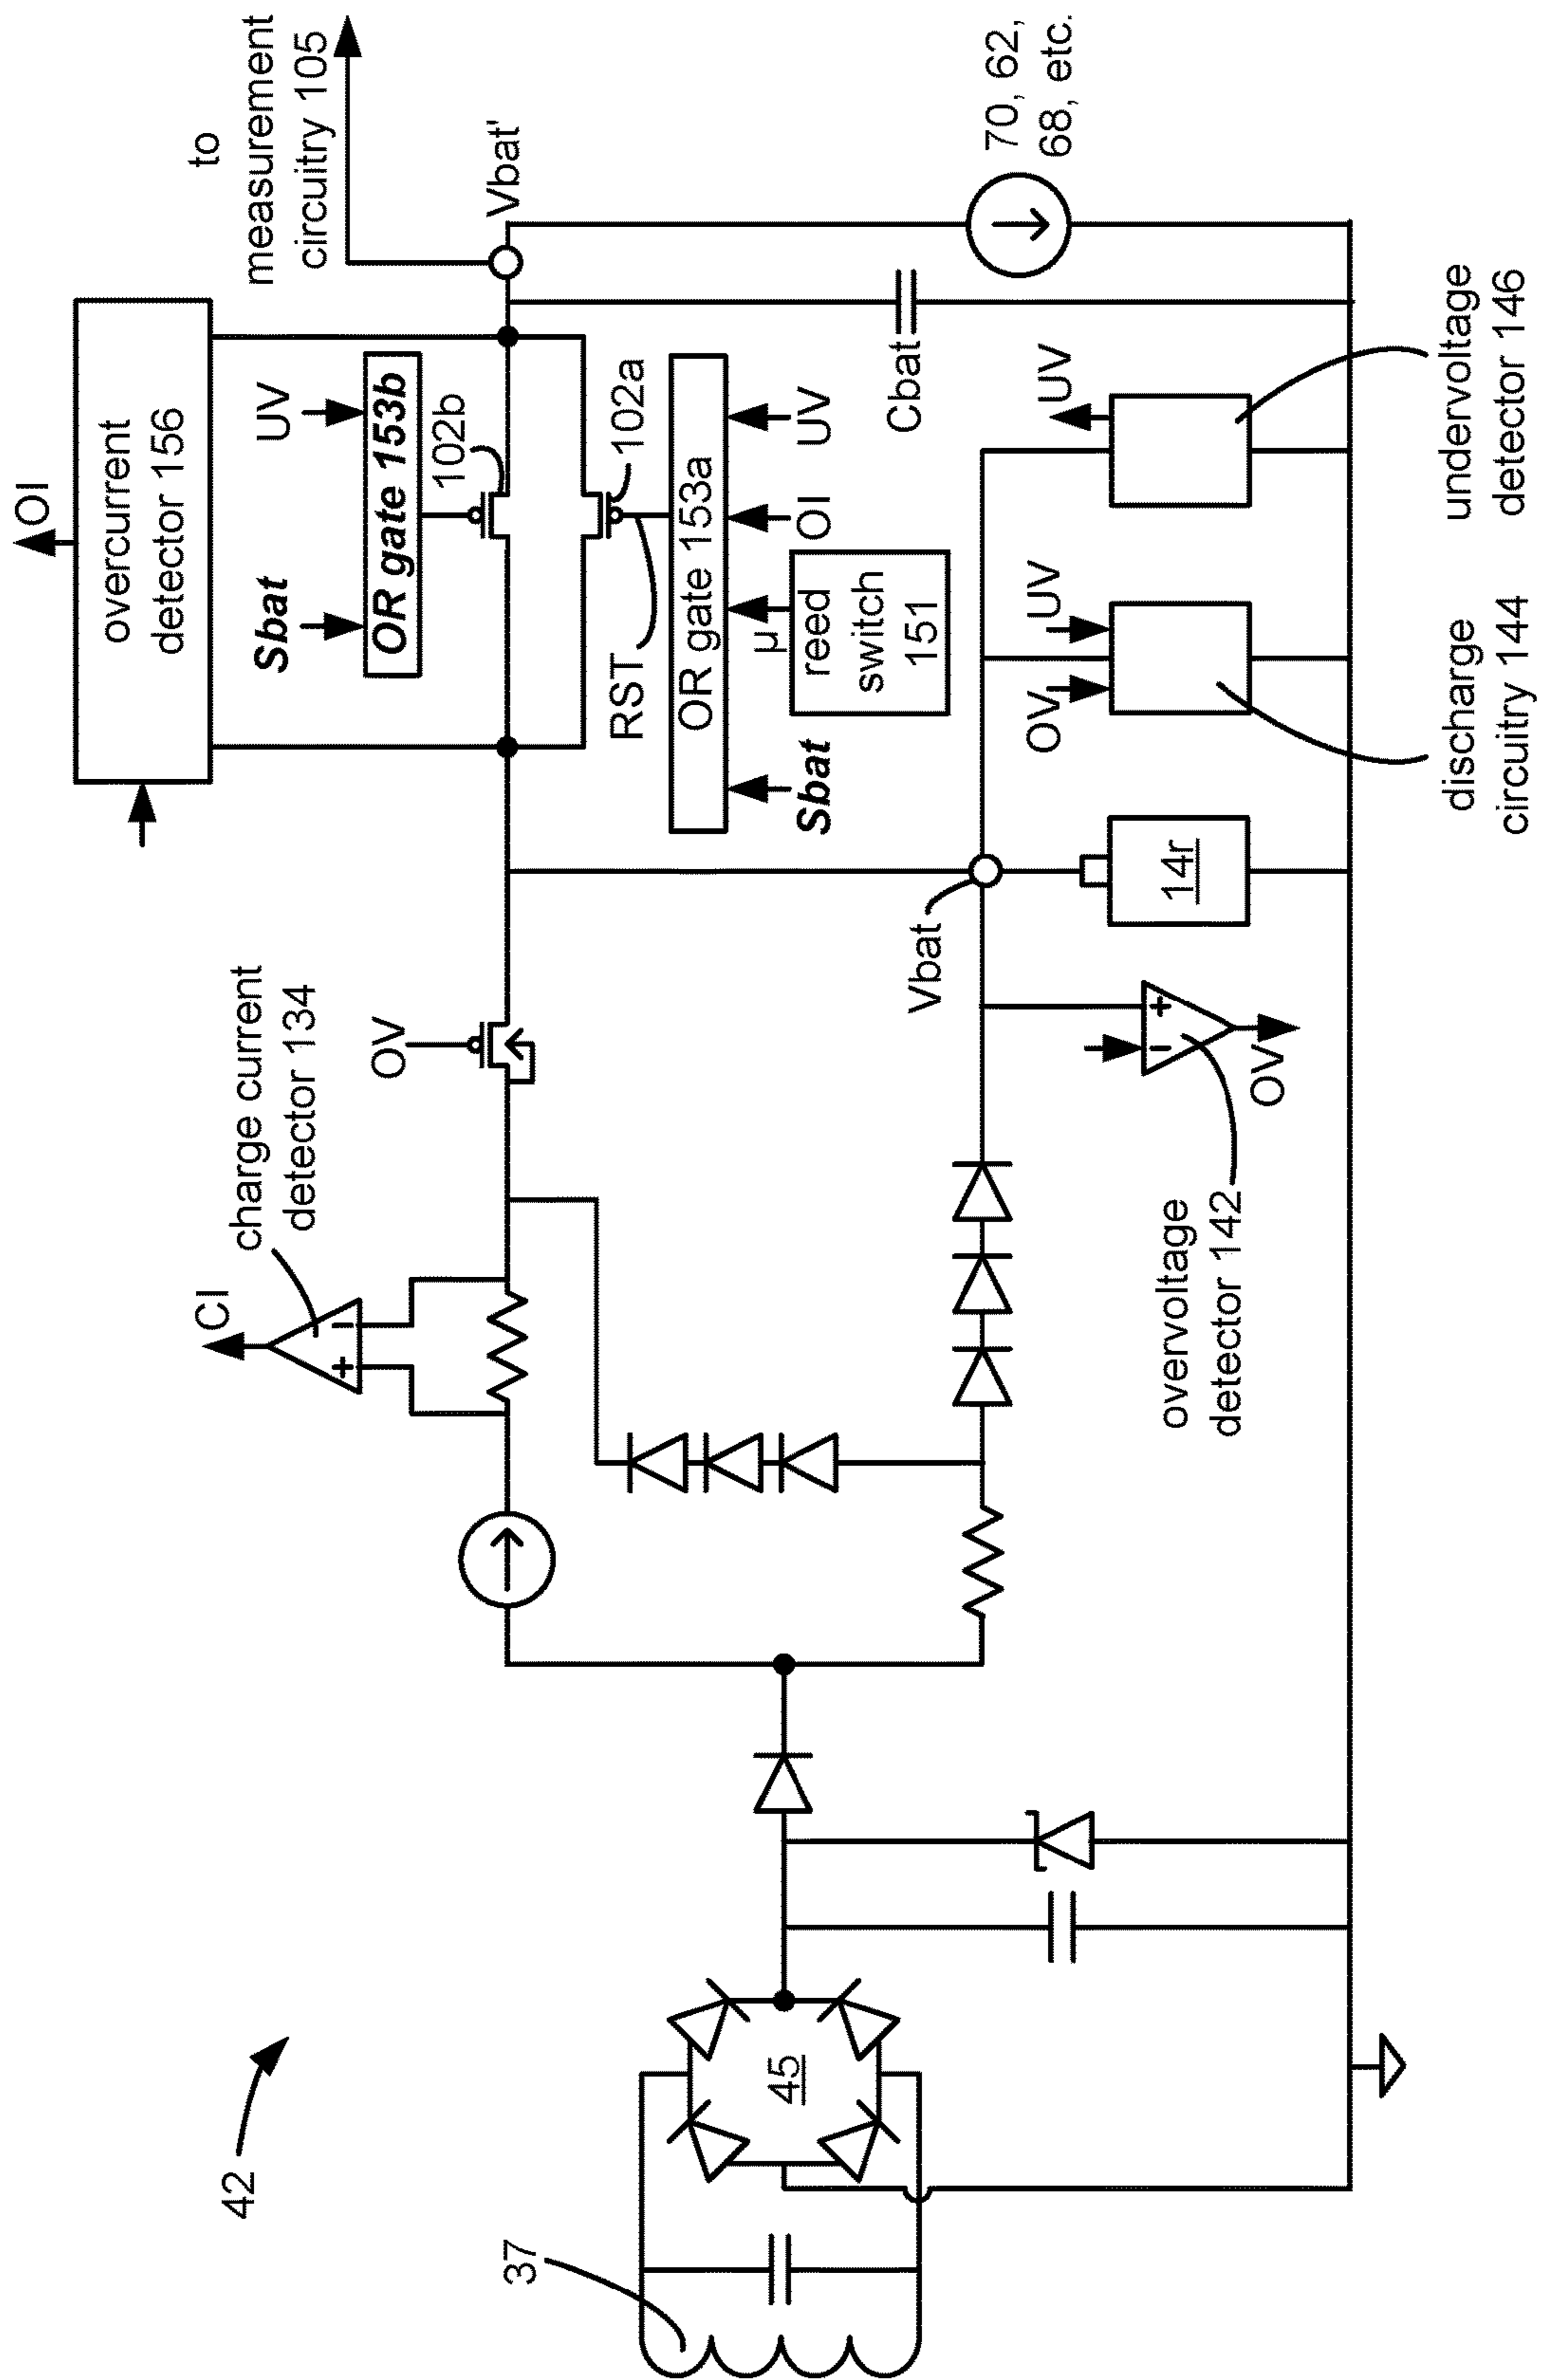 42
37
45
CI
charge current
detector 134
OV
OI
overcurrent
detector 156
Sbat
UV
OR gate 153b
102b
to
measurement
circuitry 105
Vbat'
102a
RST
OR gate 153a
Sbat
μ
OI
UV
reed
switch
151
Cbat
70, 62,
68, etc.
Vbat
+
-
+
-
OV
overvoltage
detector 142
14r
OV
UV
UV
discharge
circuitry 144
undervoltage
detector 146